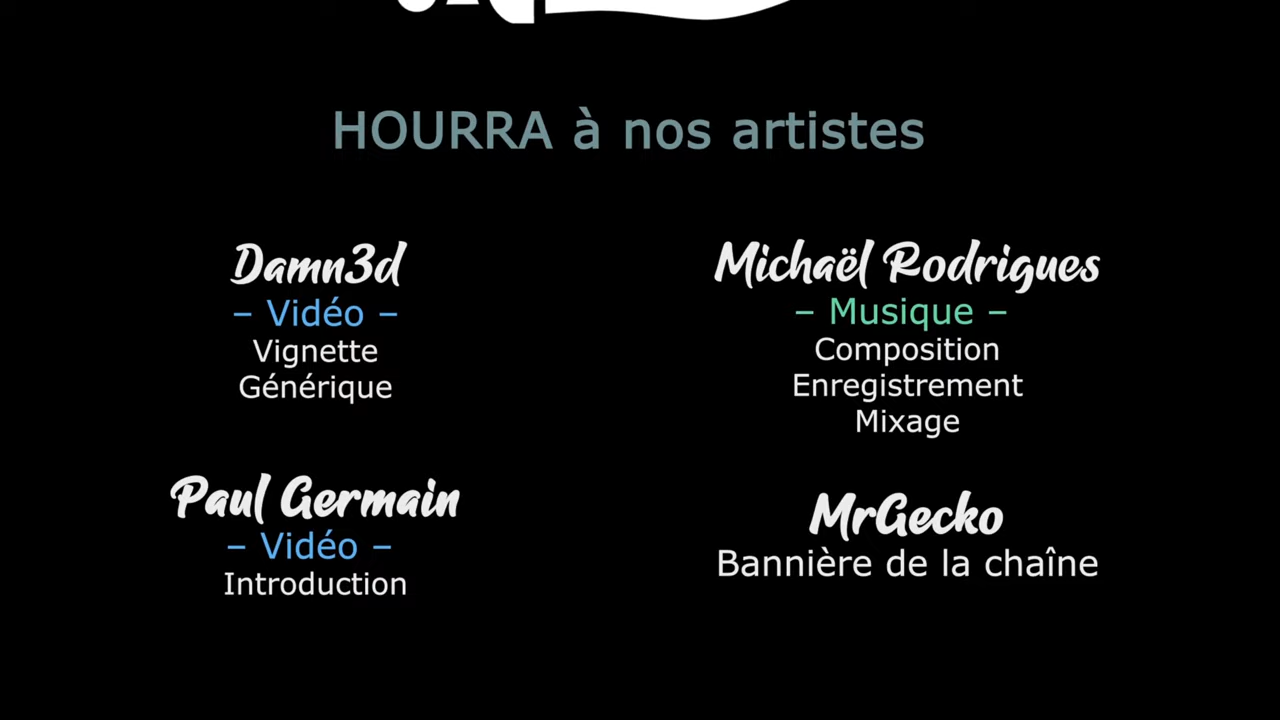 HOURRA à nos artistes
Damn3d
– Vidéo –
Vignette
Générique
Michaël Rodrigues
– Musique –
Composition
Enregistrement
Mixage
Paul Germain
– Vidéo –
Introduction
MrGecko
Bannière de la chaîne